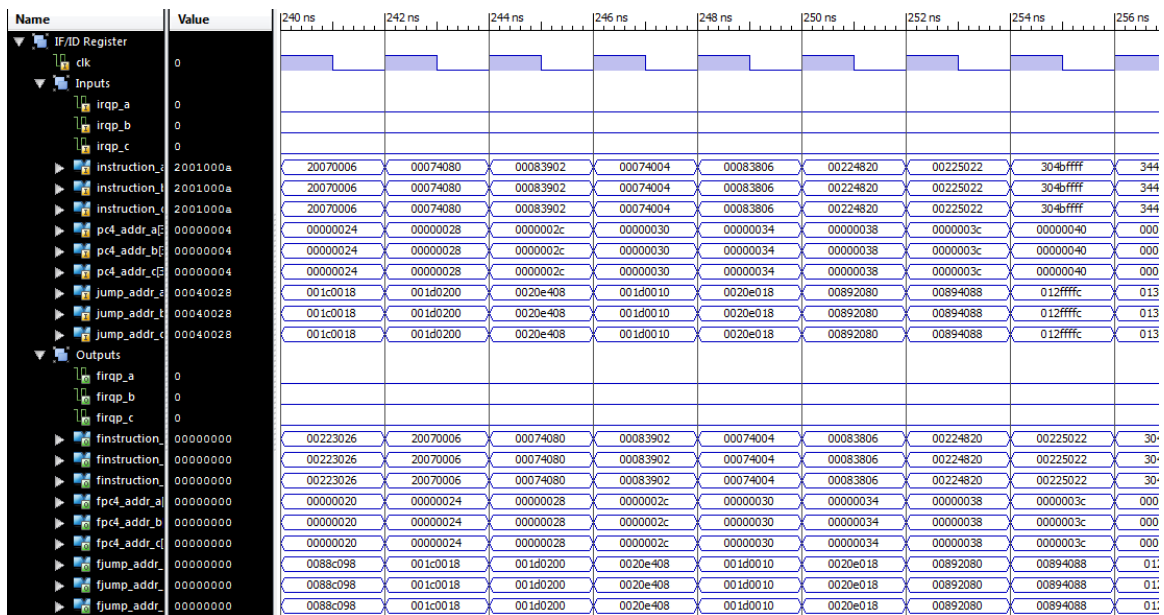 Name Value 240 ns 242 ns 244 ns 246 ns 248 ns 250 ns 252 ns 254 ns 256 ns
IF/ID Register
clk 0
Inputs
irqp_a 0
irqp_b 0
irqp_c 0
instruction_a 2001000a 20070006 00074080 00083902 00074004 00083806 00224820 00225022 304bffff 344
instruction_b 2001000a 20070006 00074080 00083902 00074004 00083806 00224820 00225022 304bffff 344
instruction_c 2001000a 20070006 00074080 00083902 00074004 00083806 00224820 00225022 304bffff 344
pc4_addr_a[3 00000004 00000024 00000028 0000002c 00000030 00000034 00000038 0000003c 00000040 000
pc4_addr_b[3 00000004 00000024 00000028 0000002c 00000030 00000034 00000038 0000003c 00000040 000
pc4_addr_c[3 00000004 00000024 00000028 0000002c 00000030 00000034 00000038 0000003c 00000040 000
jump_addr_a 00040028 001c0018 001d0200 0020e408 001d0010 0020e018 00892080 00894088 012ffffc 013
jump_addr_b 00040028 001c0018 001d0200 0020e408 001d0010 0020e018 00892080 00894088 012ffffc 013
jump_addr_c 00040028 001c0018 001d0200 0020e408 001d0010 0020e018 00892080 00894088 012ffffc 013
Outputs
firqp_a 0
firqp_b 0
firqp_c 0
finstruction_ 00000000 00223026 20070006 00074080 00083902 00074004 00083806 00224820 00225022 304
finstruction_ 00000000 00223026 20070006 00074080 00083902 00074004 00083806 00224820 00225022 304
finstruction_ 00000000 00223026 20070006 00074080 00083902 00074004 00083806 00224820 00225022 304
fpc4_addr_a[ 00000000 00000020 00000024 00000028 0000002c 00000030 00000034 00000038 0000003c 000
fpc4_addr_b 00000000 00000020 00000024 00000028 0000002c 00000030 00000034 00000038 0000003c 000
fpc4_addr_c[ 00000000 00000020 00000024 00000028 0000002c 00000030 00000034 00000038 0000003c 000
fjump_addr_ 00000000 0088c098 001c0018 001d0200 0020e408 001d0010 0020e018 00892080 00894088 012
fjump_addr_ 00000000 0088c098 001c0018 001d0200 0020e408 001d0010 0020e018 00892080 00894088 012
fjump_addr_ 00000000 0088c098 001c0018 001d0200 0020e408 001d0010 0020e018 00892080 00894088 012